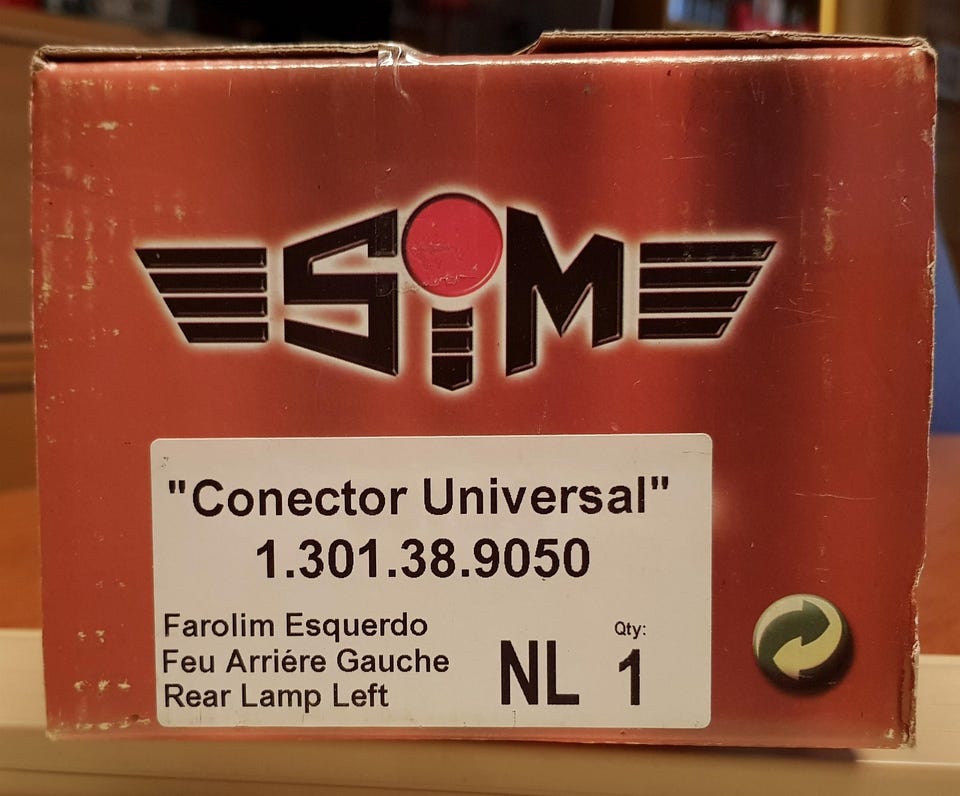 SiM
"Conector Universal"
1.301.38.9050
Farolim Esquerdo
Feu Arriére Gauche
Rear Lamp Left
NL
Qty:
1